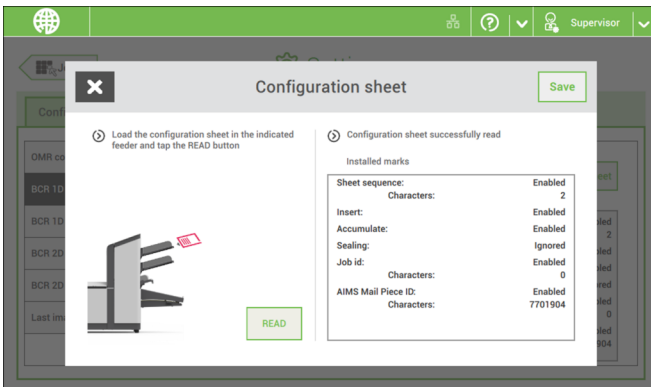 Supervisor
Configuration sheet
Save
Load the configuration sheet in the indicated
feeder and tap the READ button
READ
Configuration sheet successfully read
Installed marks
Sheet sequence: Enabled
Characters: 2
Insert: Enabled
Accumulate: Enabled
Sealing: Ignored
Job id: Enabled
Characters: 0
AIMS Mail Piece ID: Enabled
Characters: 7701904
OMR co
BCR 1D
BCR 1D
BCR 2D
BCR 2D
Last ima